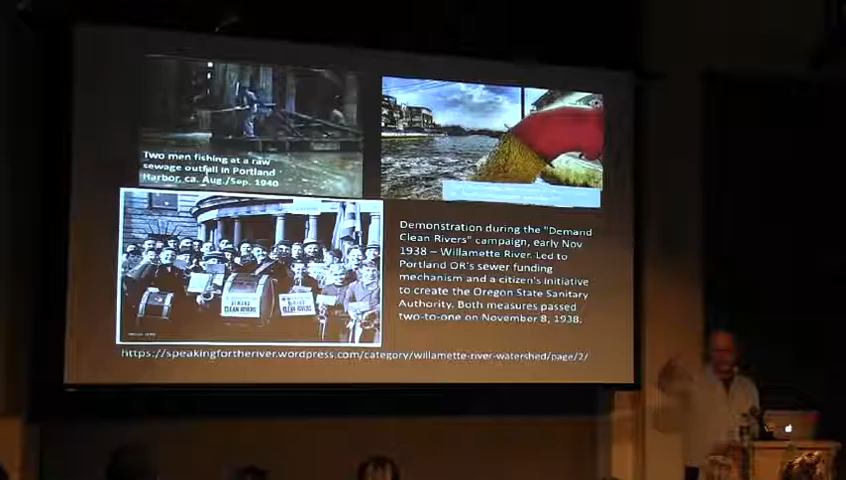 Two men fishing at a raw
sewage outfall in Portland
Harbor, ca. Aug./Sep. 1940
Demonstration during the "Demand
Clean Rivers" campaign, early Nov
1938 – Willamette River. Led to
Portland OR's sewer funding
mechanism and a citizen's initiative
to create the Oregon State Sanitary
Authority. Both measures passed
two-to-one on November 8, 1938.
DEMAND
CLEAN RIVERS
DEMAND
CLEAN RIVERS
https://speakingfortheriver.wordpress.com/category/willamette-river-watershed/page/2/